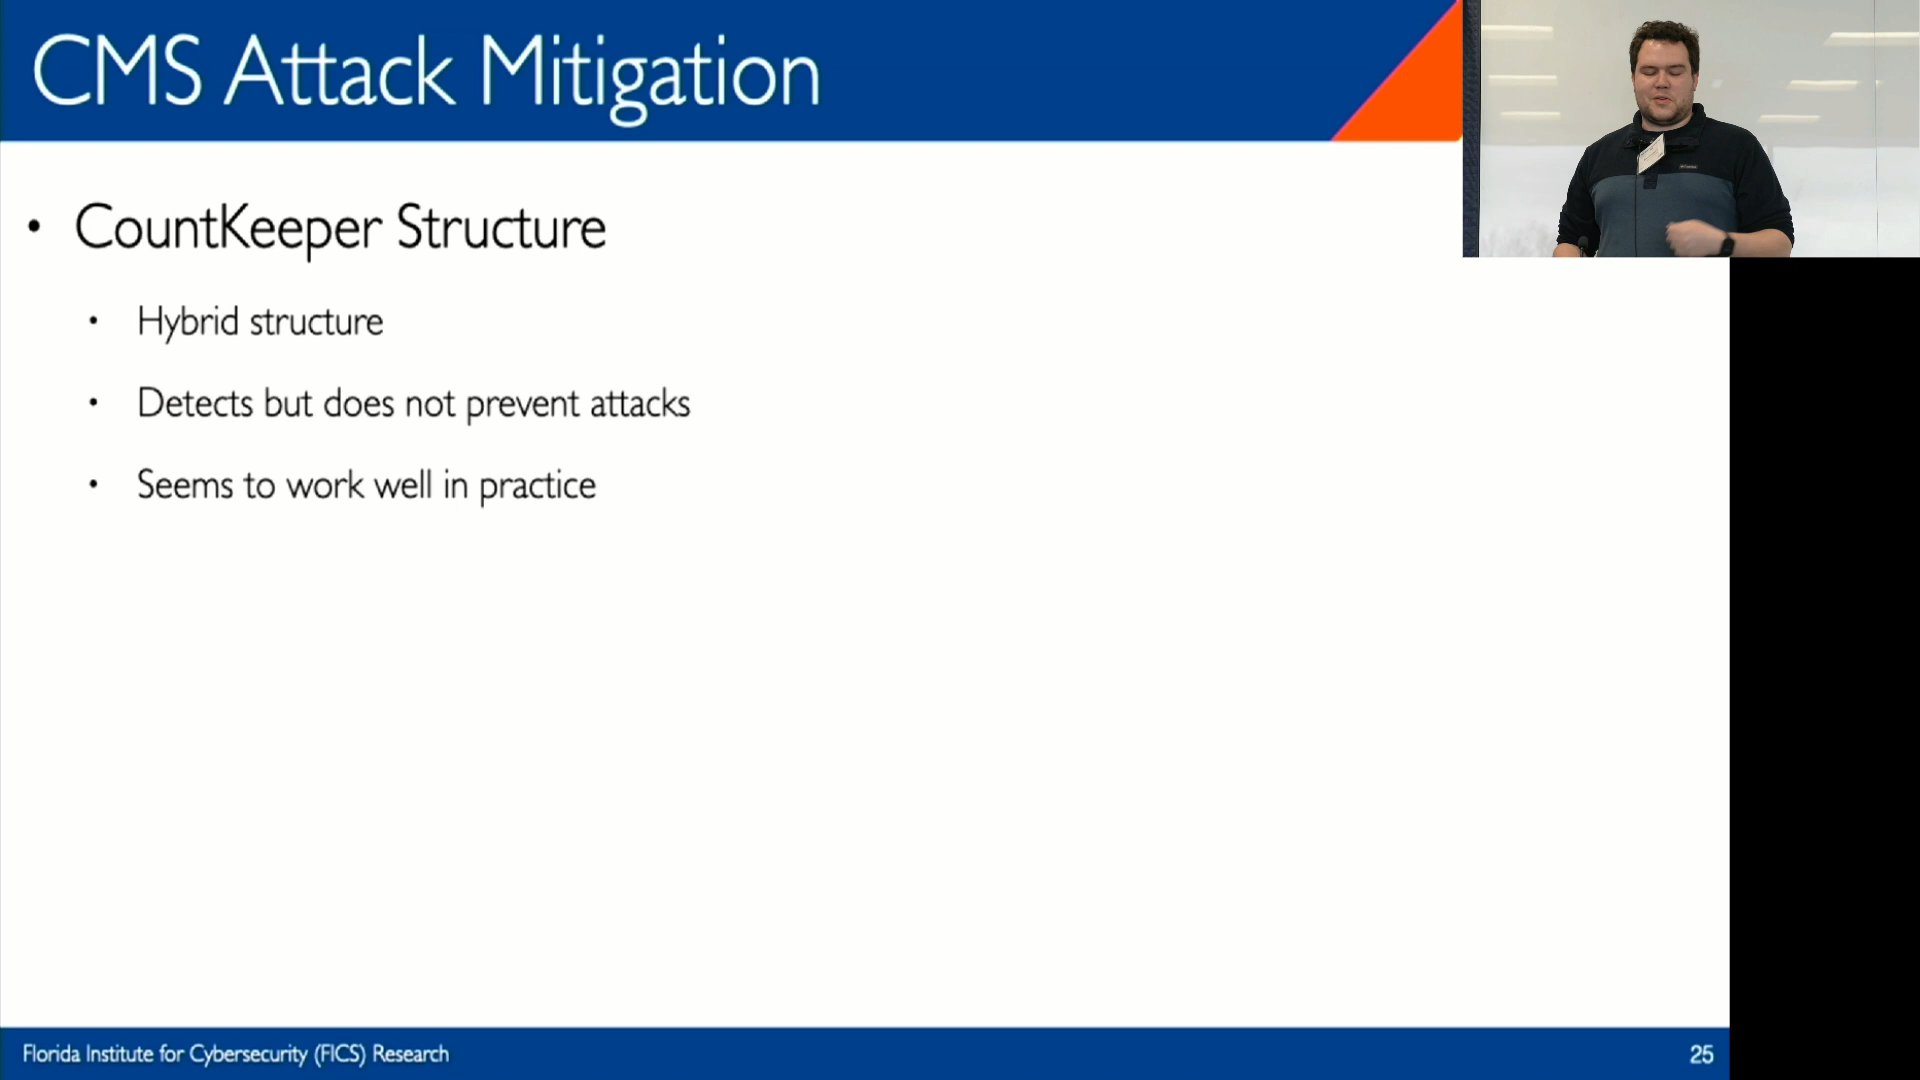 CMS Attack Mitigation
• CountKeeper Structure
• Hybrid structure
• Detects but does not prevent attacks
• Seems to work well in practice
Florida Institute for Cybersecurity (FICS) Research
25